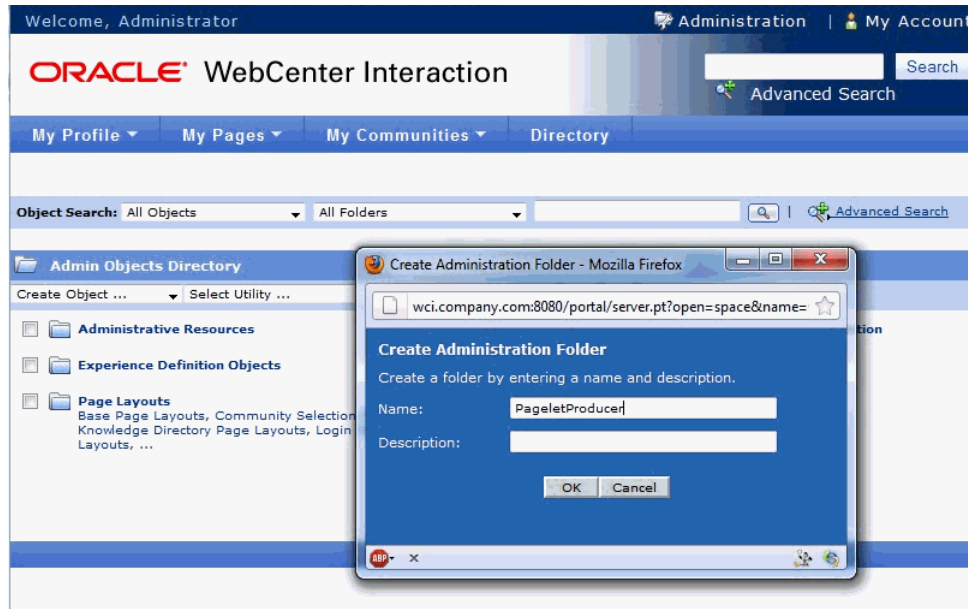 Welcome, Administrator
Administration | My Account
ORACLE WebCenter Interaction
Search
Advanced Search
My Profile My Pages My Communities Directory
Object Search: All Objects All Folders | Advanced Search
Admin Objects Directory
Create Object ... Select Utility ...
Administrative Resources
Experience Definition Objects
Page Layouts
Base Page Layouts, Community Selection
Knowledge Directory Page Layouts, Login
Layouts, ...
Create Administration Folder - Mozilla Firefox
wci.company.com:8080/portal/server.pt?open=space&name=
Create Administration Folder
Create a folder by entering a name and description.
Name: PageletProducer
Description:
OK Cancel
ABP